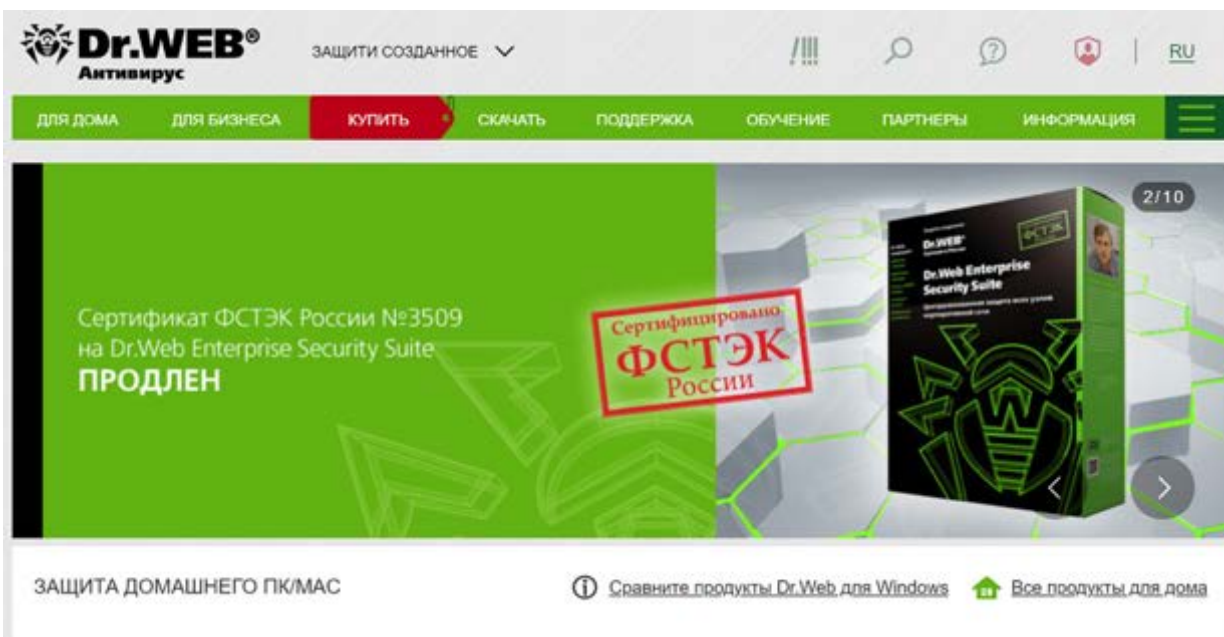 Dr.WEB®
Антивирус
ЗАЩИТИ СОЗДАННОЕ
RU
ДЛЯ ДОМА ДЛЯ БИЗНЕСА КУПИТЬ СКАЧАТЬ ПОДДЕРЖКА ОБУЧЕНИЕ ПАРТНЕРЫ ИНФОРМАЦИЯ
2/10
Сертификат ФСТЭК России №3509
на Dr.Web Enterprise Security Suite
ПРОДЛЕН
Сертифицировано
ФСТЭК
России
Dr.WEB®
ФСТЭК
Dr.Web Enterprise
Security Suite
ЗАЩИТА ДОМАШНЕГО ПК/МАС
Сравните продукты Dr.Web для Windows
Все продукты для дома